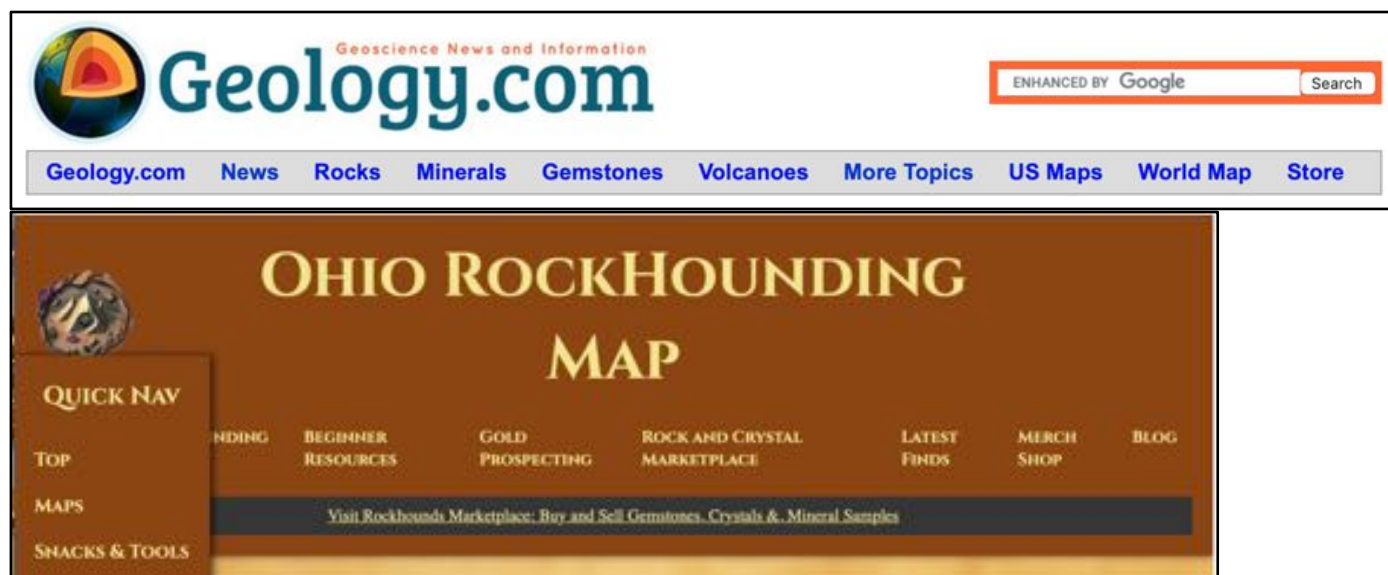 Geoscience News and Information
Geology.com
ENHANCED BY Google Search
Geology.com News Rocks Minerals Gemstones Volcanoes More Topics US Maps World Map Store
OHIO ROCKHOUNDING
MAP
QUICK NAV
TOP
MAPS
SNACKS & TOOLS
NDING
BEGINNER
RESOURCES
GOLD
PROSPECTING
ROCK AND CRYSTAL
MARKETPLACE
LATEST
FINDS
MERCH
SHOP
BLOG
Visit Rockhounds Marketplace: Buy and Sell Gemstones, Crystals &, Mineral Samples